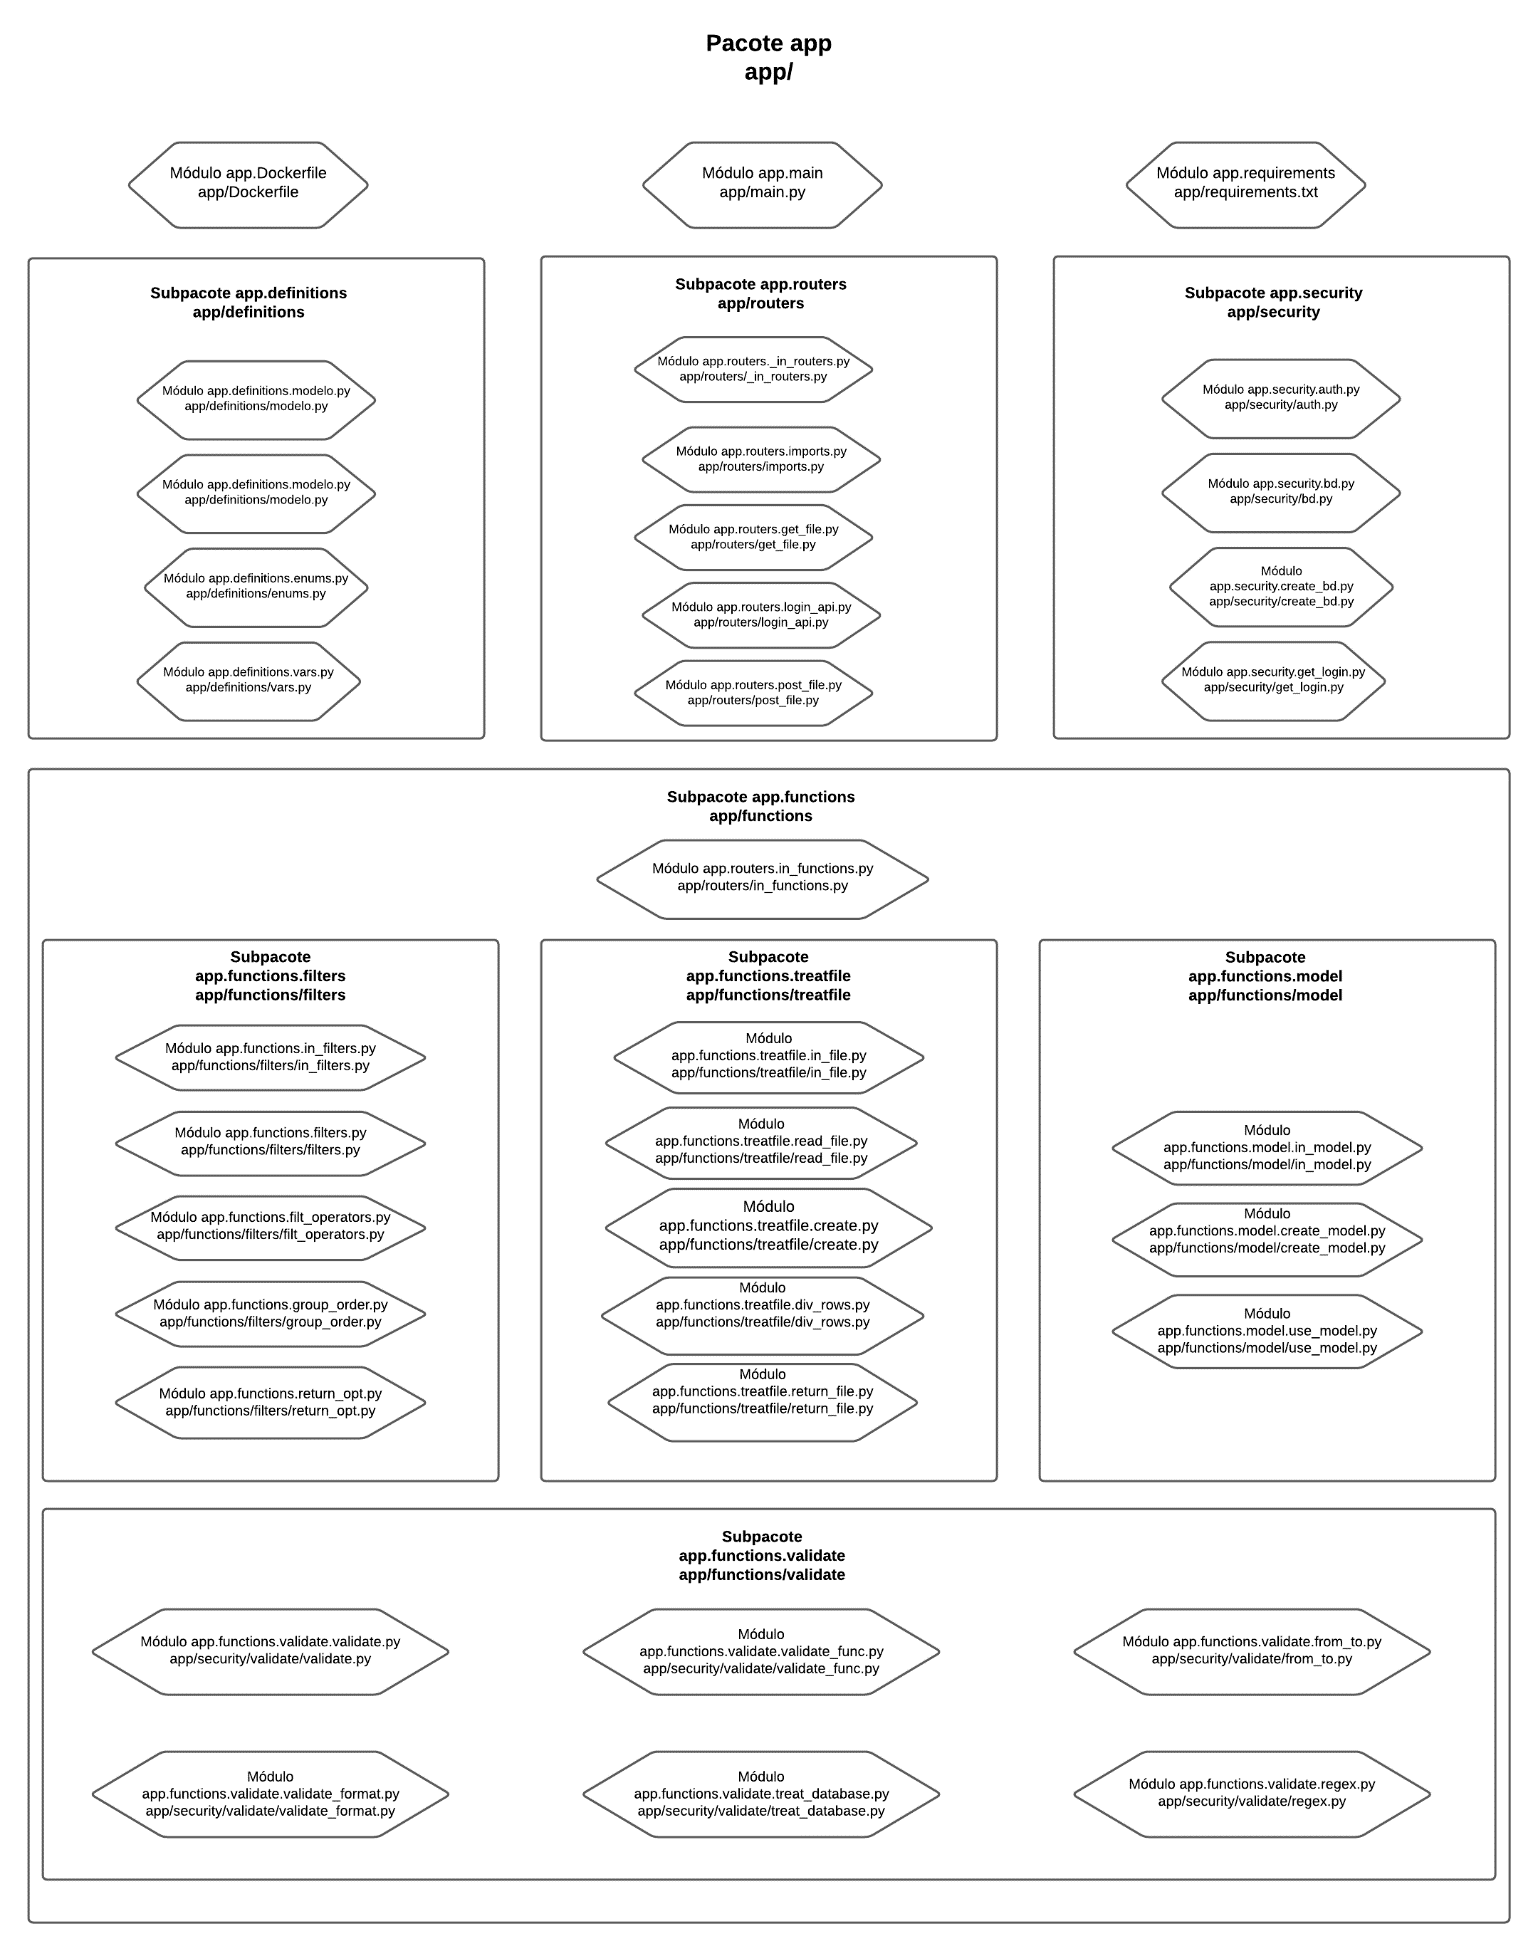 Pacote app
app/
Módulo app.Dockerfile
app/Dockerfile
Módulo app.main
app/main.py
Módulo app.requirements
app/requirements.txt
Subpacote app.definitions
app/definitions
Módulo app.definitions.modelo.py
app/definitions/modelo.py
Módulo app.definitions.modelo.py
app/definitions/modelo.py
Módulo app.definitions.enums.py
app/definitions/enums.py
Módulo app.definitions.vars.py
app/definitions/vars.py
Subpacote app.routers
app/routers
Módulo app.routers._in_routers.py
app/routers/_in_routers.py
Módulo app.routers.imports.py
app/routers/imports.py
Módulo app.routers.get_file.py
app/routers/get_file.py
Módulo app.routers.login_api.py
app/routers/login_api.py
Módulo app.routers.post_file.py
app/routers/post_file.py
Subpacote app.security
app/security
Módulo app.security.auth.py
app/security/auth.py
Módulo app.security.bd.py
app/security/bd.py
Módulo
app.security.create_bd.py
app/security/create_bd.py
Módulo app.security.get_login.py
app/security/get_login.py
Subpacote app.functions
app/functions
Módulo app.routers.in_functions.py
app/routers/in_functions.py
Subpacote
app.functions.filters
app/functions/filters
Módulo app.functions.in_filters.py
app/functions/filters/in_filters.py
Módulo app.functions.filters.py
app/functions/filters/filters.py
Módulo app.functions.filt_operators.py
app/functions/filters/filt_operators.py
Módulo app.functions.group_order.py
app/functions/filters/group_order.py
Módulo app.functions.return_opt.py
app/functions/filters/return_opt.py
Subpacote
app.functions.treatfile
app/functions/treatfile
Módulo
app.functions.treatfile.in_file.py
app/functions/treatfile/in_file.py
Módulo
app.functions.treatfile.read_file.py
app/functions/treatfile/read_file.py
Módulo
app.functions.treatfile.create.py
app/functions/treatfile/create.py
Módulo
app.functions.treatfile.div_rows.py
app/functions/treatfile/div_rows.py
Módulo
app.functions.treatfile.return_file.py
app/functions/treatfile/return_file.py
Subpacote
app.functions.model
app/functions/model
Módulo
app.functions.model.in_model.py
app/functions/model/in_model.py
Módulo
app.functions.model.create_model.py
app/functions/model/create_model.py
Módulo
app.functions.model.use_model.py
app/functions/model/use_model.py
Subpacote
app.functions.validate
app/functions/validate
Módulo app.functions.validate.validate.py
app/security/validate/validate.py
Módulo
app.functions.validate.validate_func.py
app/security/validate/validate_func.py
Módulo app.functions.validate.from_to.py
app/security/validate/from_to.py
Módulo
app.functions.validate.validate_format.py
app/security/validate/validate_format.py
Módulo
app.functions.validate.treat_database.py
app/security/validate/treat_database.py
Módulo app.functions.validate.regex.py
app/security/validate/regex.py